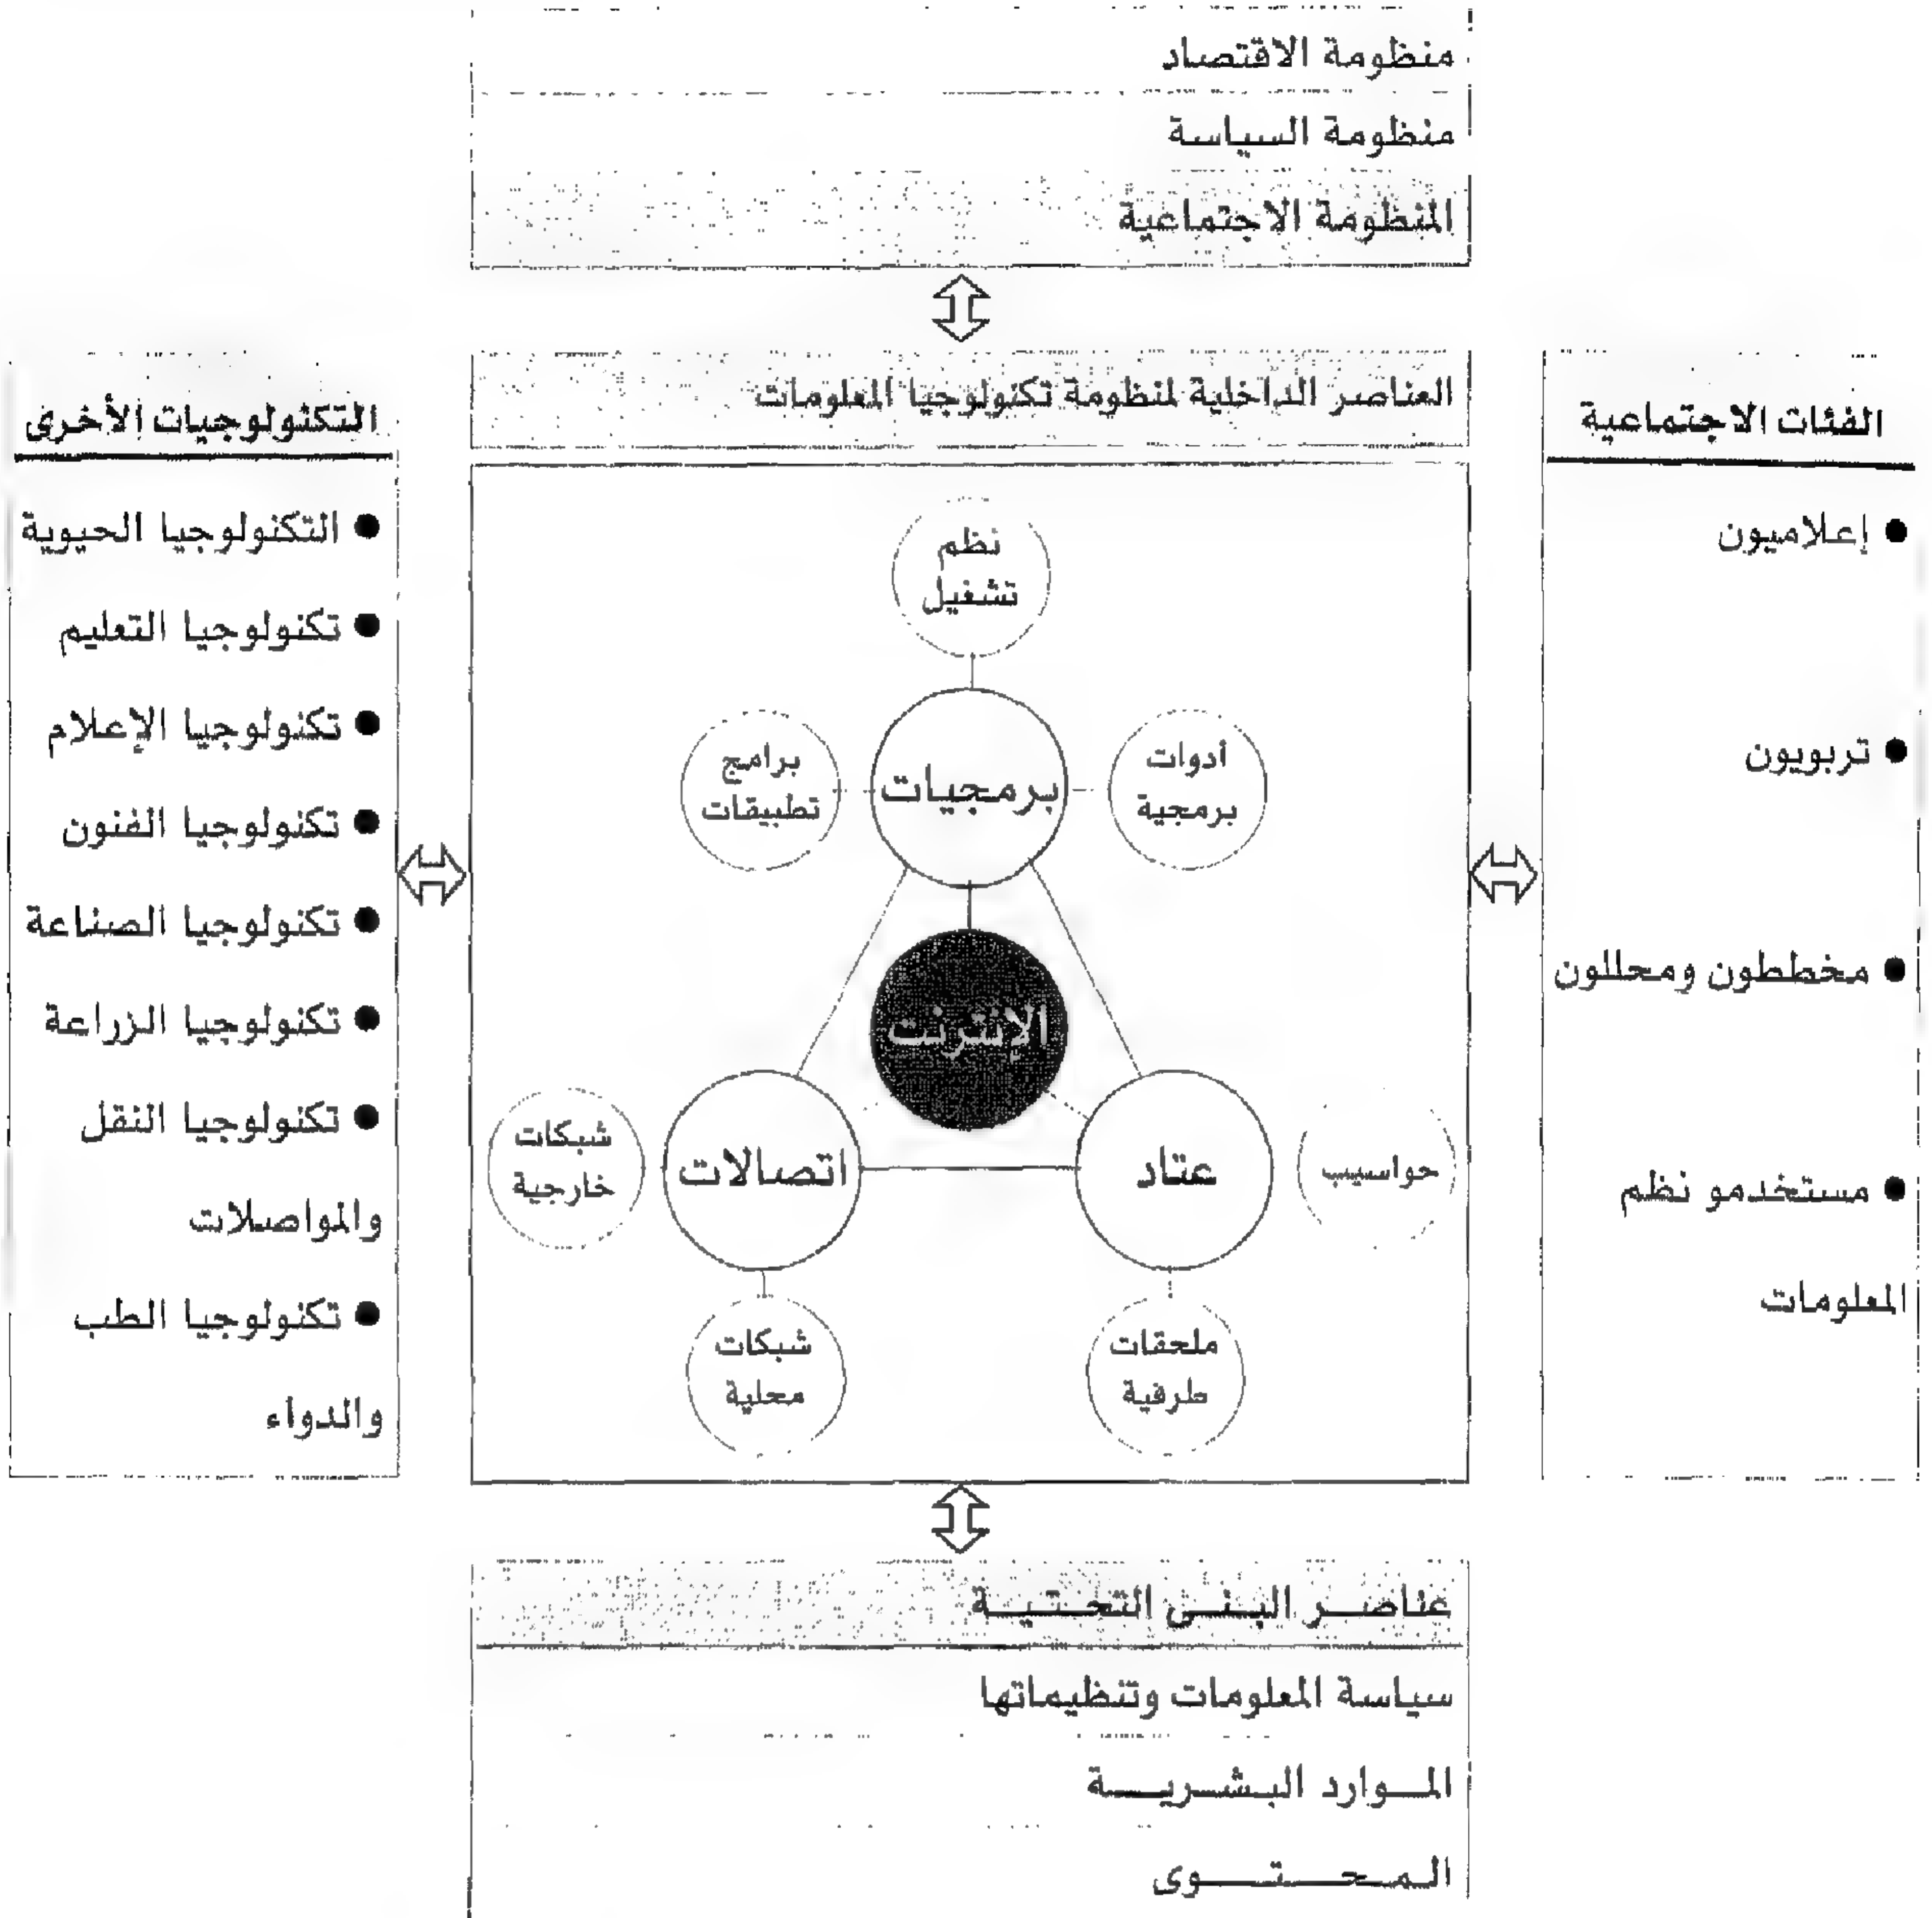 منظومة الاقتصاد
منظومة السياسة
المنظومة الاجتماعية
الفئات الاجتماعية
● إعلاميون
● تربويون
● مخططون ومحللون
● مستخدمو نظم
المعلومات
العناصر الداخلية لمنظومة تكنولوجيا المعلومات
نظم
تشغيل
أدوات
برمجية
برمجيات
برامج
تطبيقات
الإنترنت
حواسيب
عتاد
اتصالات
شبكات
خارجية
ملحقات
طرفية
شبكات
محلية
التكنولوجيات الأخرى
● التكنولوجيا الحيوية
● تكنولوجيا التعليم
● تكنولوجيا الإعلام
● تكنولوجيا الفنون
● تكنولوجيا الصناعة
● تكنولوجيا الزراعة
● تكنولوجيا النقل
والمواصلات
● تكنولوجيا الطب
والدواء
عناصر البنى التحتية
سياسة المعلومات وتنظيماتها
الموارد البشرية
المحتوى